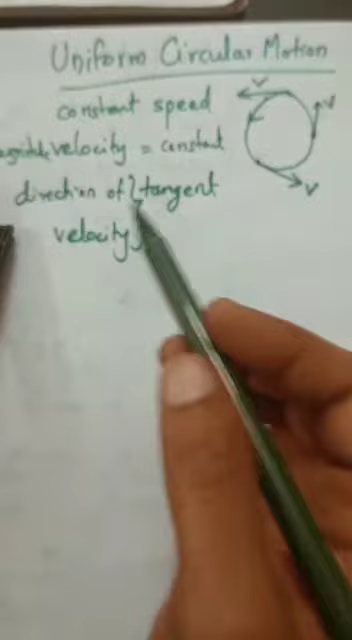 Uniform Circular Motion
constant speed
velocity = constant
direction of } tangent
velocity
V
V
V